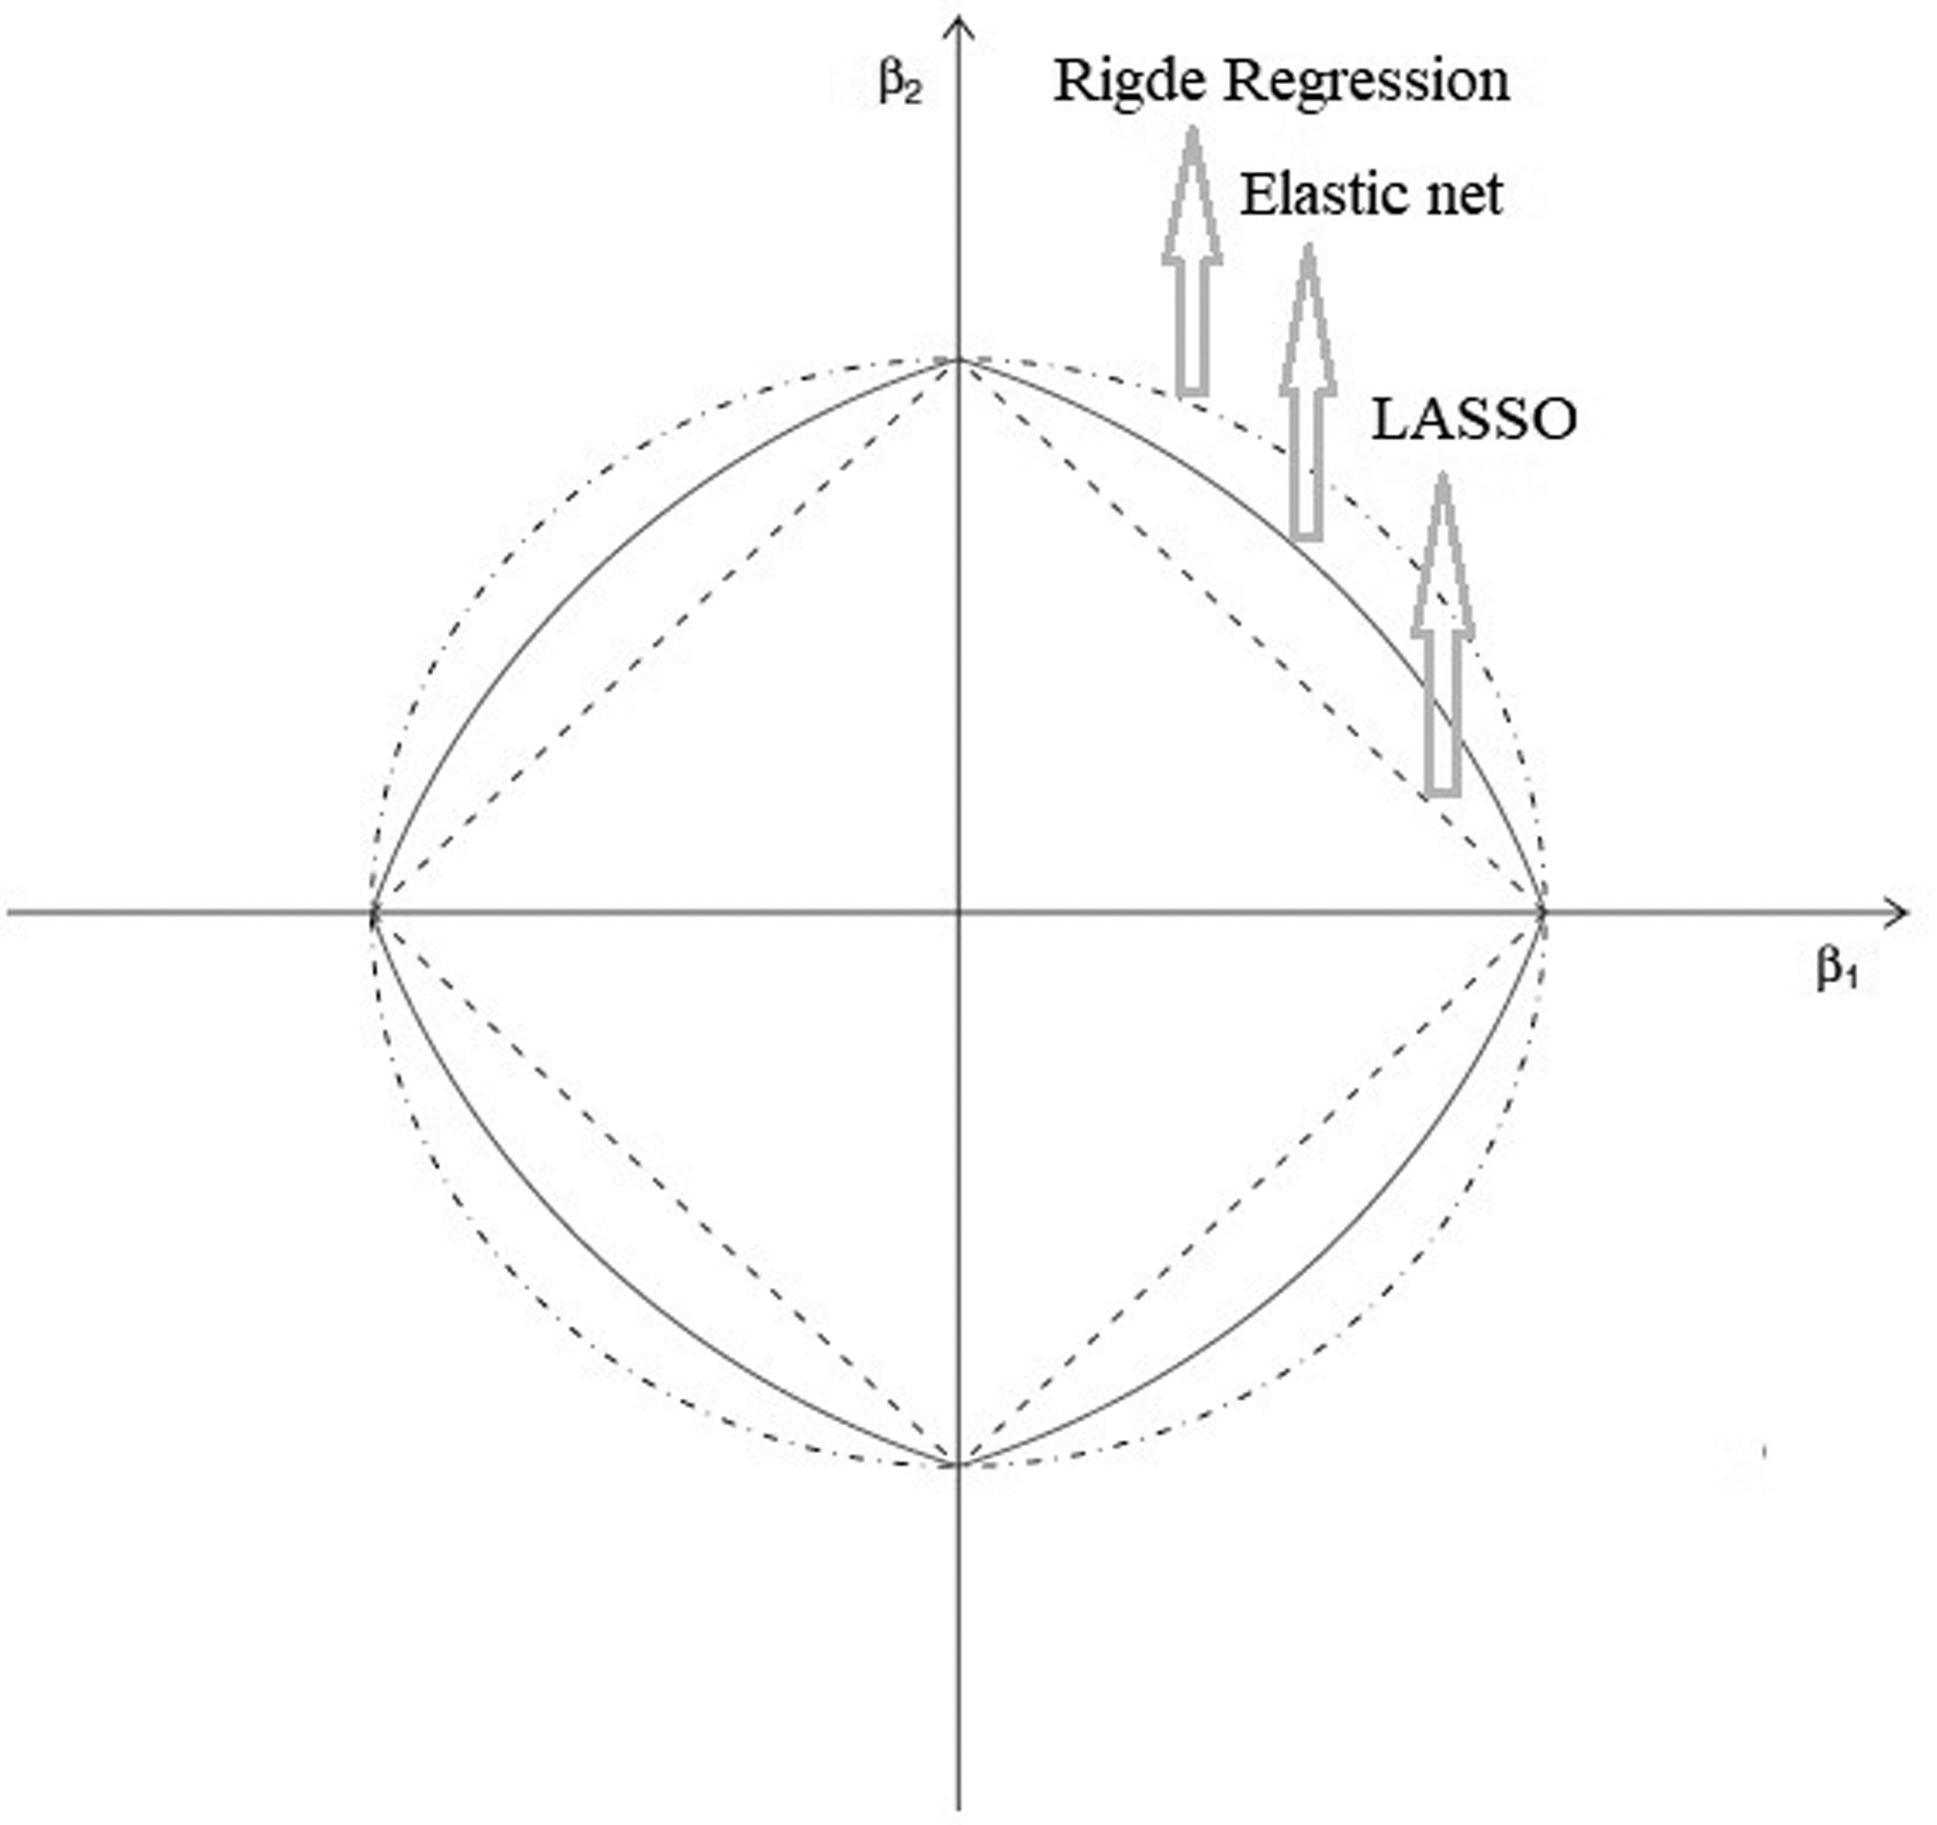 β₂
Rigde Regression
Elastic net
LASSO
β₁